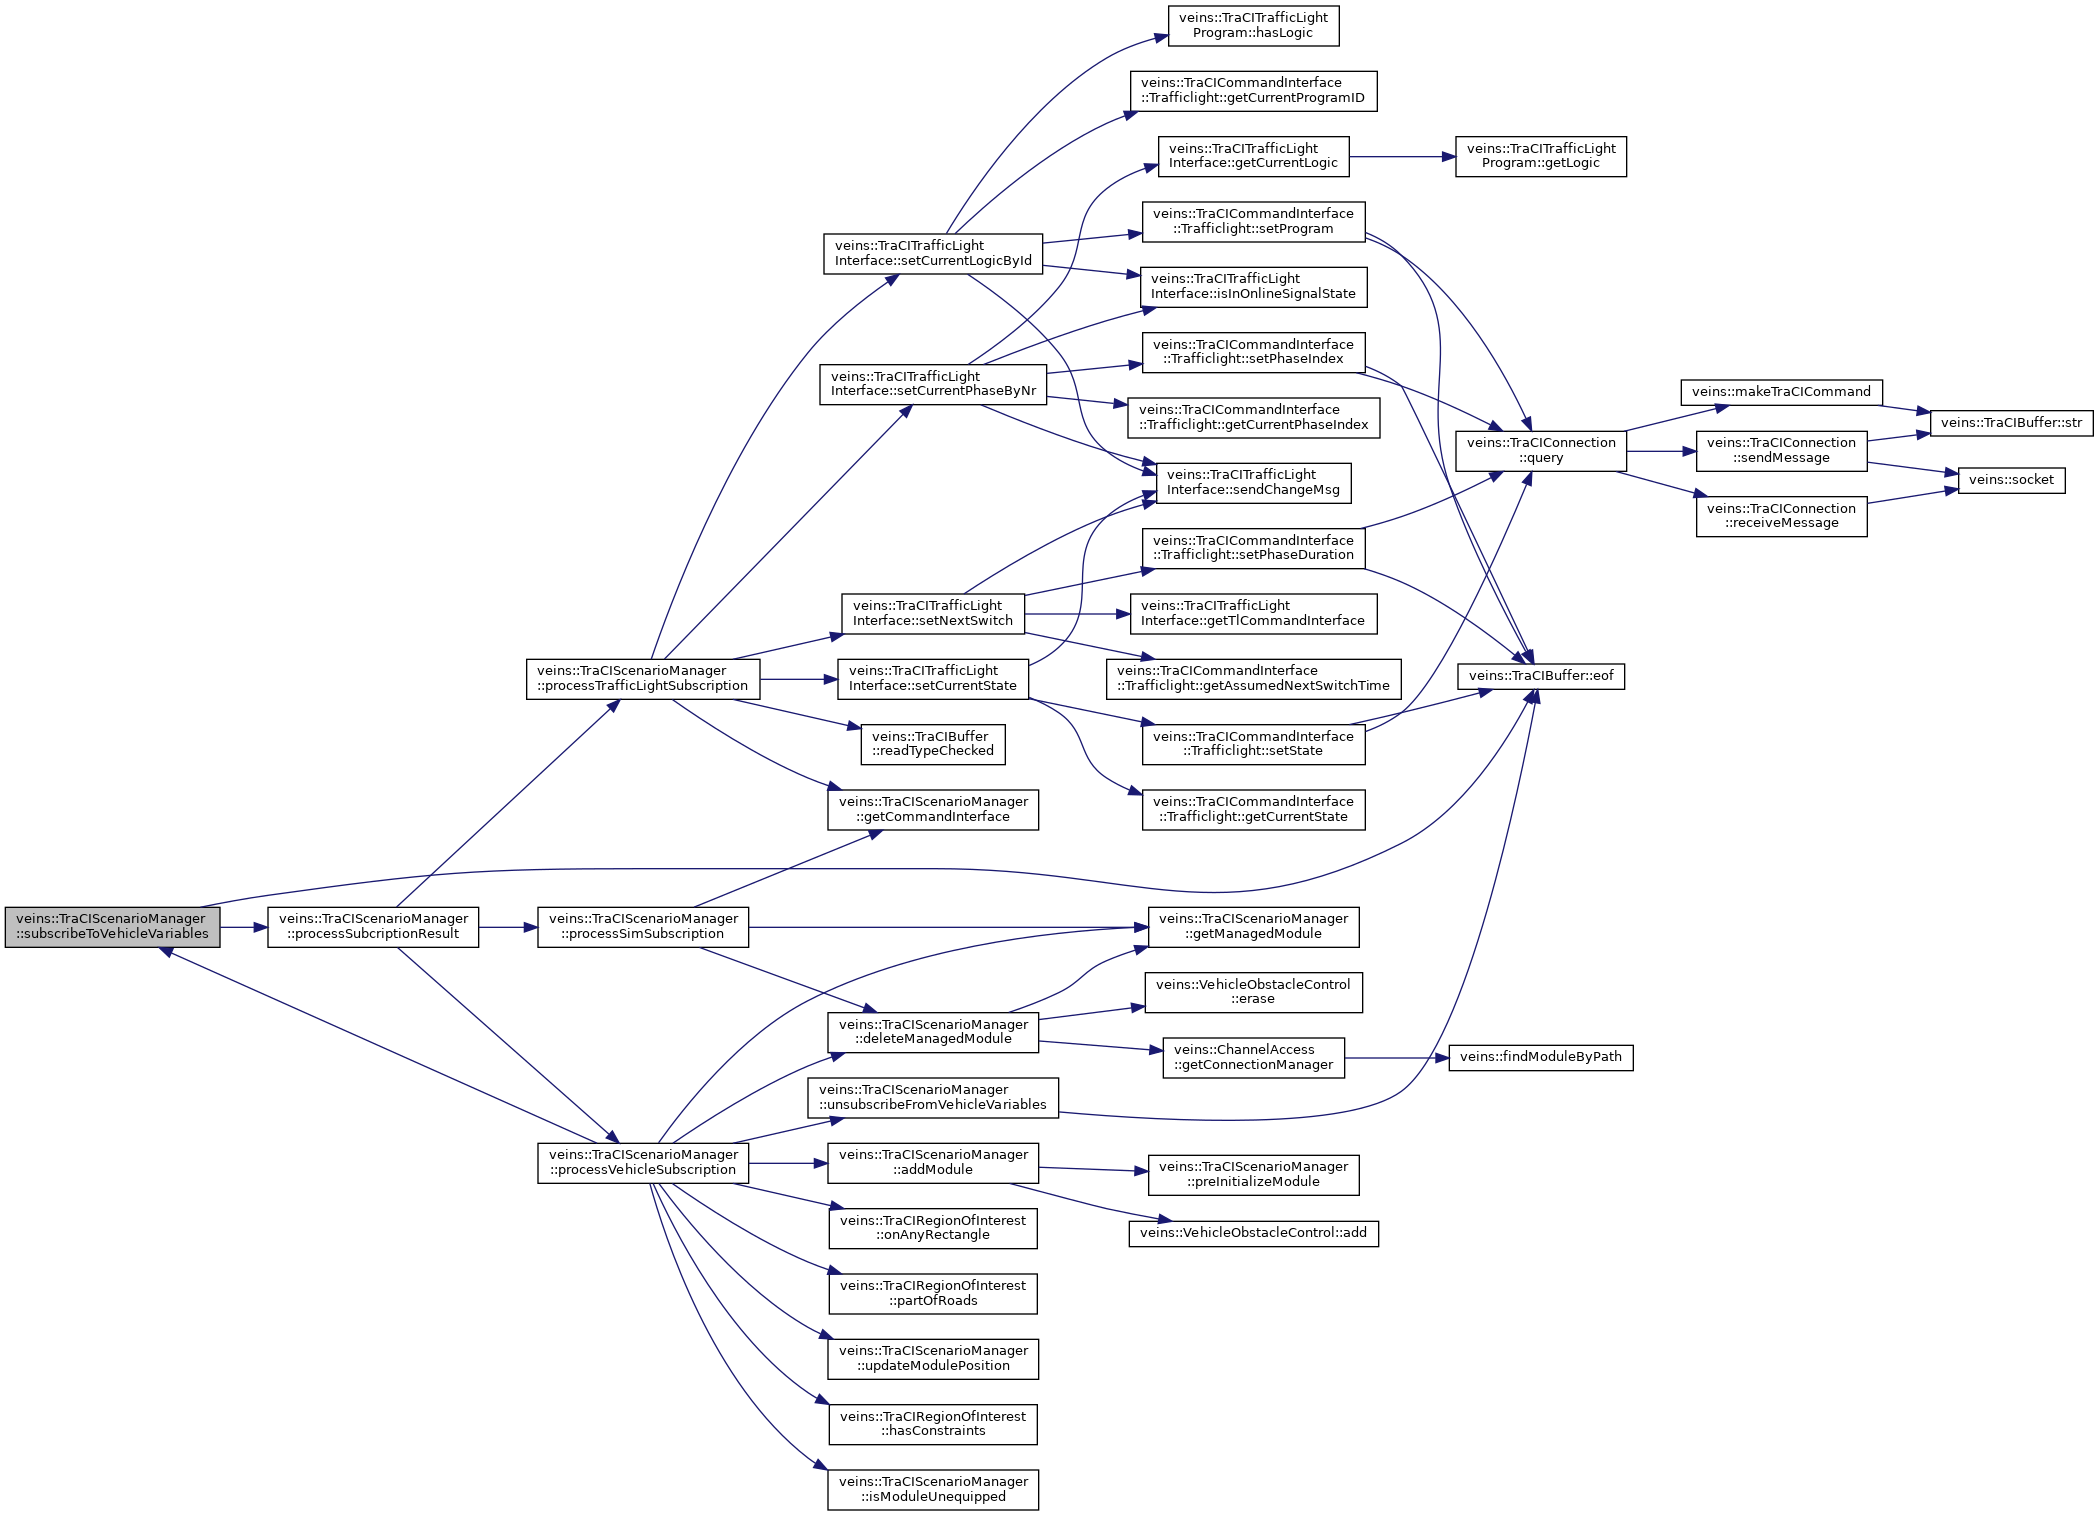 veins::TraCITrafficLight
Program::hasLogic
veins::TraCICommandInterface
::Trafficlight::getCurrentProgramID
veins::TraCITrafficLight
Interface::getCurrentLogic
veins::TraCITrafficLight
Program::getLogic
veins::TraCICommandInterface
::Trafficlight::setProgram
veins::TraCITrafficLight
Interface::setCurrentLogicById
veins::TraCITrafficLight
Interface::isInOnlineSignalState
veins::TraCICommandInterface
::Trafficlight::setPhaseIndex
veins::TraCITrafficLight
Interface::setCurrentPhaseByNr
veins::TraCICommandInterface
::Trafficlight::getCurrentPhaseIndex
veins::makeTraCICommand
veins::TraCIBuffer::str
veins::TraCIConnection
::query
veins::TraCIConnection
::sendMessage
veins::socket
veins::TraCIConnection
::receiveMessage
veins::TraCITrafficLight
Interface::sendChangeMsg
veins::TraCICommandInterface
::Trafficlight::setPhaseDuration
veins::TraCITrafficLight
Interface::setNextSwitch
veins::TraCITrafficLight
Interface::getTlCommandInterface
veins::TraCIScenarioManager
::processTrafficLightSubscription
veins::TraCITrafficLight
Interface::setCurrentState
veins::TraCICommandInterface
::Trafficlight::getAssumedNextSwitchTime
veins::TraCIBuffer::eof
veins::TraCIBuffer
::readTypeChecked
veins::TraCICommandInterface
::Trafficlight::setState
veins::TraCIScenarioManager
::getCommandInterface
veins::TraCICommandInterface
::Trafficlight::getCurrentState
veins::TraCIScenarioManager
::subscribeToVehicleVariables
veins::TraCIScenarioManager
::processSubcriptionResult
veins::TraCIScenarioManager
::processSimSubscription
veins::TraCIScenarioManager
::getManagedModule
veins::VehicleObstacleControl
::erase
veins::TraCIScenarioManager
::deleteManagedModule
veins::ChannelAccess
::getConnectionManager
veins::findModuleByPath
veins::TraCIScenarioManager
::unsubscribeFromVehicleVariables
veins::TraCIScenarioManager
::processVehicleSubscription
veins::TraCIScenarioManager
::addModule
veins::TraCIScenarioManager
::preInitializeModule
veins::TraCIRegionOfInterest
::onAnyRectangle
veins::VehicleObstacleControl::add
veins::TraCIRegionOfInterest
::partOfRoads
veins::TraCIScenarioManager
::updateModulePosition
veins::TraCIRegionOfInterest
::hasConstraints
veins::TraCIScenarioManager
::isModuleUnequipped